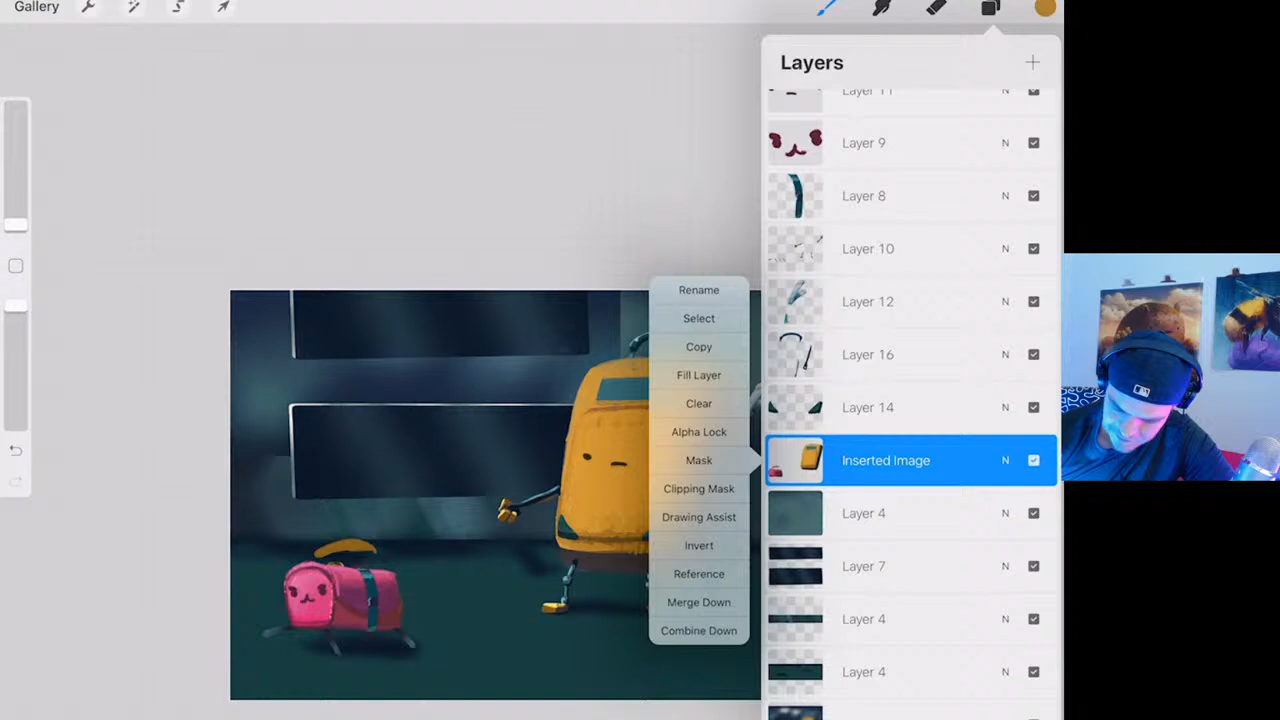 Gallery
Layers
Layer 11 N
Layer 9 N
Layer 8 N
Layer 10 N
Layer 12 N
Layer 16 N
Layer 14 N
Inserted Image N
Layer 4 N
Layer 7 N
Layer 4 N
Layer 4 N
Rename
Select
Copy
Fill Layer
Clear
Alpha Lock
Mask
Clipping Mask
Drawing Assist
Invert
Reference
Merge Down
Combine Down